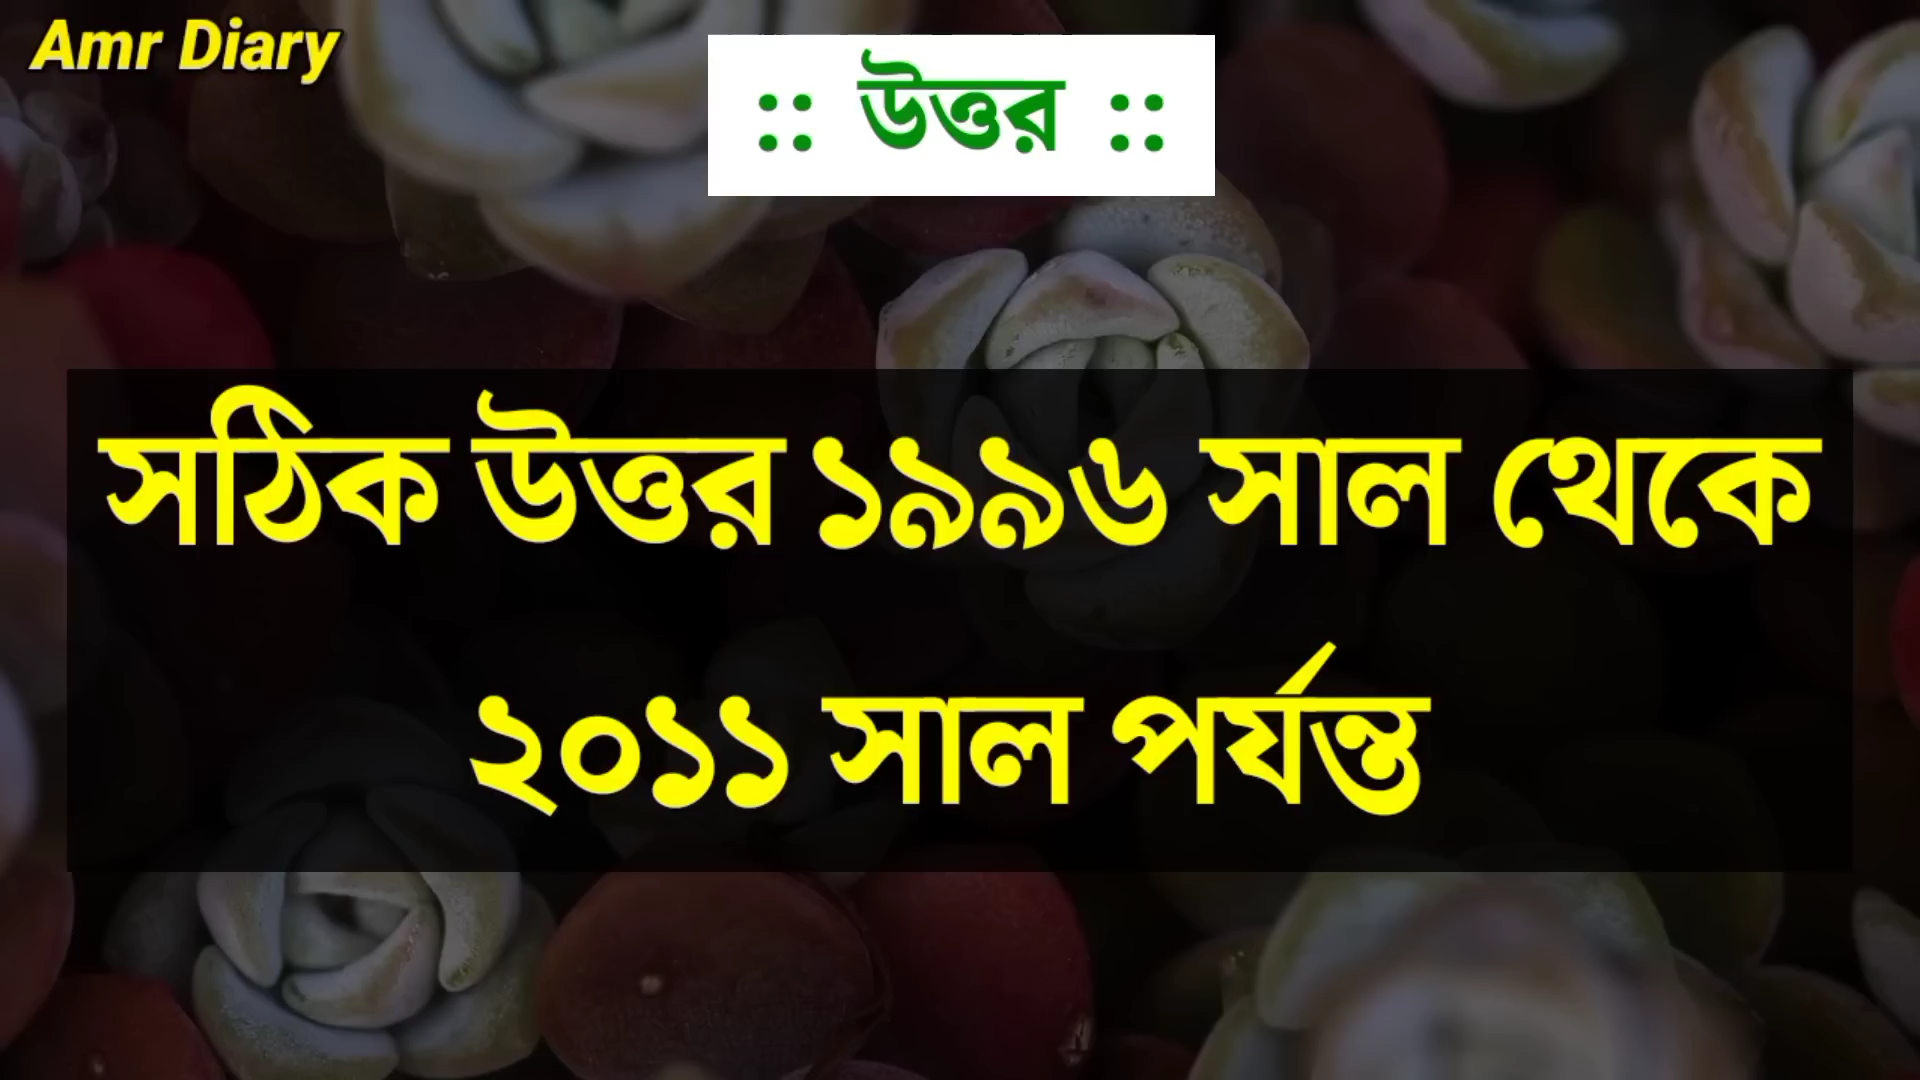 Amr Diary
:: উত্তর ::
সঠিক উত্তর ১৯৯৬ সাল থেকে
২০১১ সাল পর্যন্ত